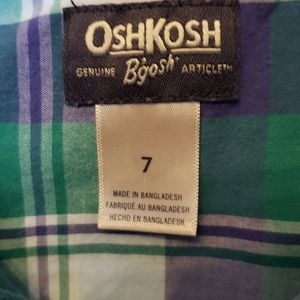 OSHKOSH
GENUINE B'gosh ARTICLE™
7
MADE IN BANGLADESH
FABRIQUÉ AU BANGLADESH
HECHO EN BANGLADESH